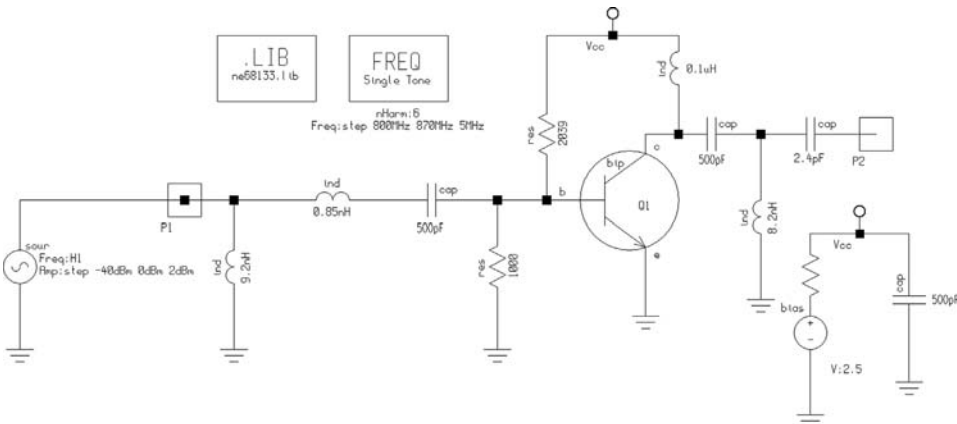 .LIB
ne68133.lib
FREQ
Single Tone
nHarm:6
Freq:step 800MHz 870MHz 5MHz
Vcc
ind
0.1uH
res
2039
cap
500pF
cap
2.4pF
P2
bip
c
b
Q1
e
ind
0.85nH
cap
500pF
P1
sour
Freq:H1
Amp:step -40dBm 0dBm 2dBm
ind
9.2nH
res
1000
ind
8.2nH
Vcc
bias
V:2.5
cap
500pF